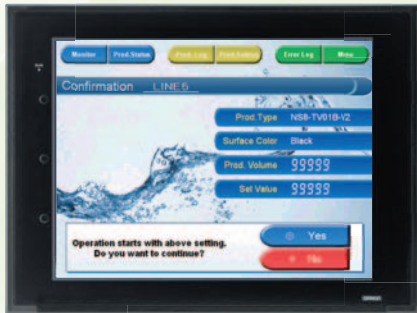 Monitor Prod.Status Prod.Log Error Log Menu
Confirmation LINE5
Prod.Type NS8-TV01B-V2
Surface Color Black
Prod. Volume 99999
Set Value 99999
Operation starts with above setting.
Do you want to continue?
Yes
No